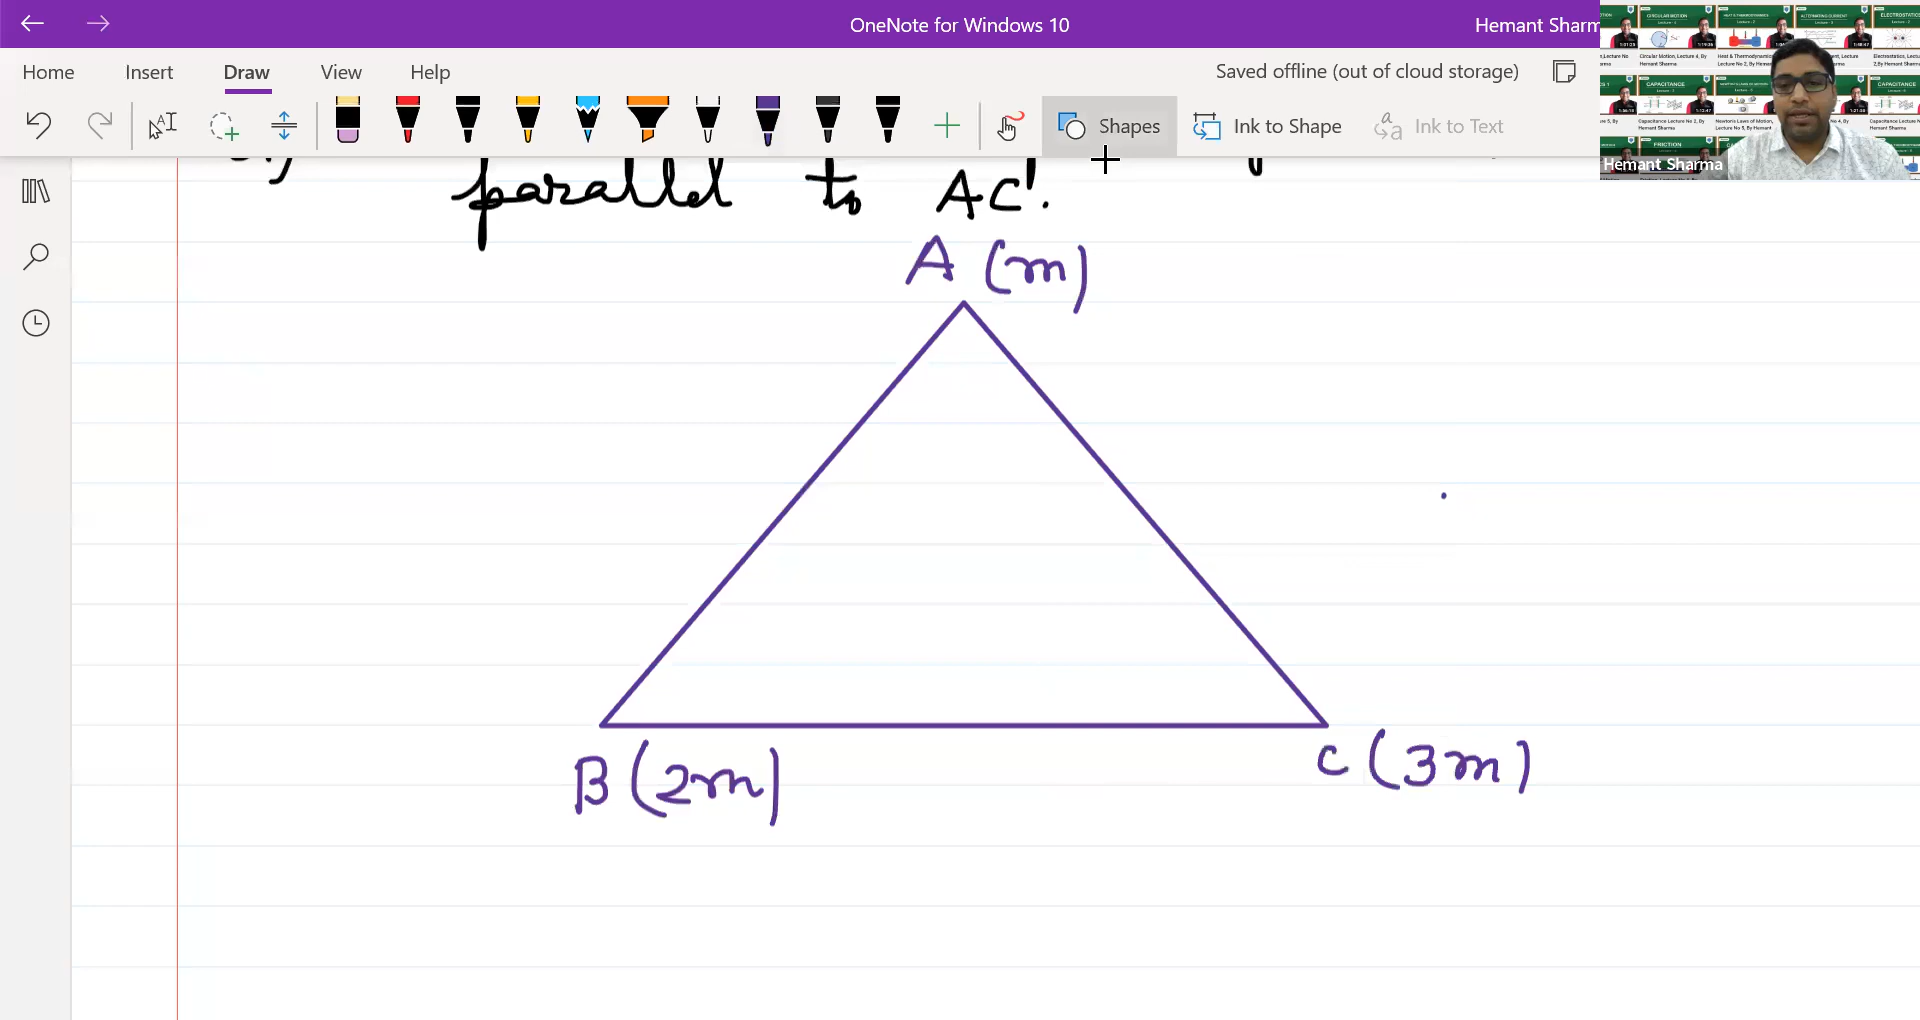 OneNote for Windows 10
Hemant Sharm
Home Insert Draw View Help
Saved offline (out of cloud storage)
Shapes Ink to Shape Ink to Text
Hemant Sharma
parallel to AC'.
A (m)
B (2m)
C (3m)